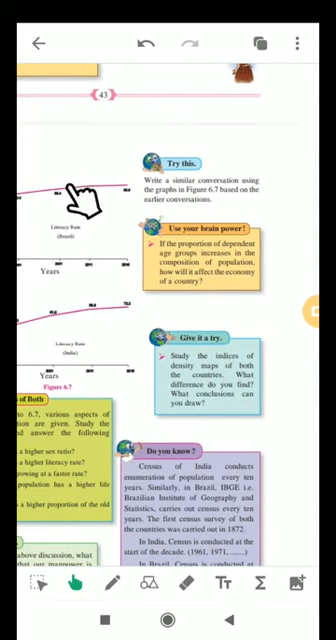 43
Try this.
Write a similar conversation using
the graphs in Figure 6.7 based on the
earlier conversations.
Literacy Rate
(Brazil)
Years
Use your brain power!
If the proportion of dependent
age groups increases in the
composition of population,
how will it affect the economy
of a country?
Literacy Rate
(India)
Years
Figure 6.7
Give it a try.
Study the indices of
density maps of both
the countries. What
difference do you find?
What conclusions can
you draw?
s of Both
to 6.7, various aspects of
tion are given. Study the
nd answer the following
a higher sex ratio?
a higher literacy rate?
growing at a faster rate?
population has a higher life
s a higher proportion of the old
above discussion, what
Do you know?
Census of India conducts
enumeration of population every ten
years. Similarly, in Brazil, IBGE i.e.
Brazilian Institute of Geography and
Statistics, carries out census every ten
years. The first census survey of both
the countries was carried out in 1872.
In India, Census is conducted at the
start of the decade. (1961, 1971, ......)
In Brazil, Census is conducted at
Tт
Σ